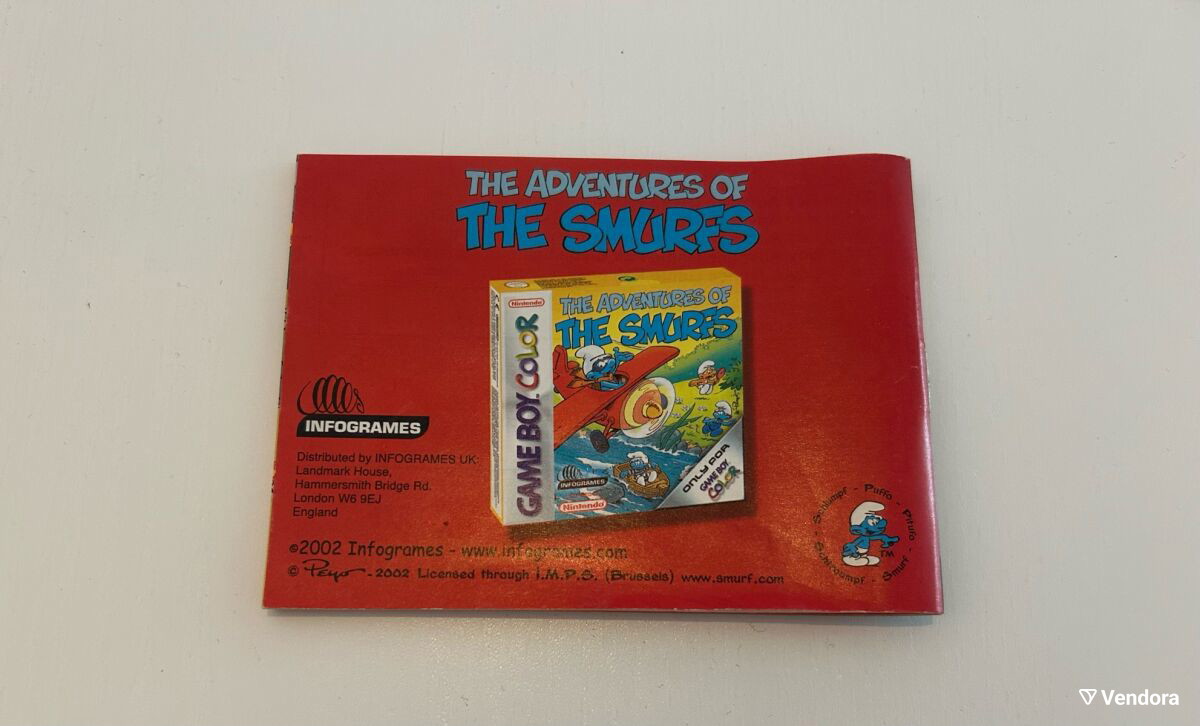 THE ADVENTURES OF
THE SMURFS
Nintendo
THE ADVENTURES OF
THE SMURFS
GAME BOY COLOR
INFOGRAMES
Nintendo
ONLY FOR
GAME BOY
COLOR
INFOGRAMES
Distributed by INFOGRAMES UK:
Landmark House,
Hammersmith Bridge Rd.
London W6 9EJ
England
©2002 Infogrames - www.infogrames.com
© Peyo - 2002 Licensed through I.M.P.S. (Brussels) www.smurf.com
Schlumpf - Puffo - Pitufo - Smurf - Schtroumpf -
TM
Vendora